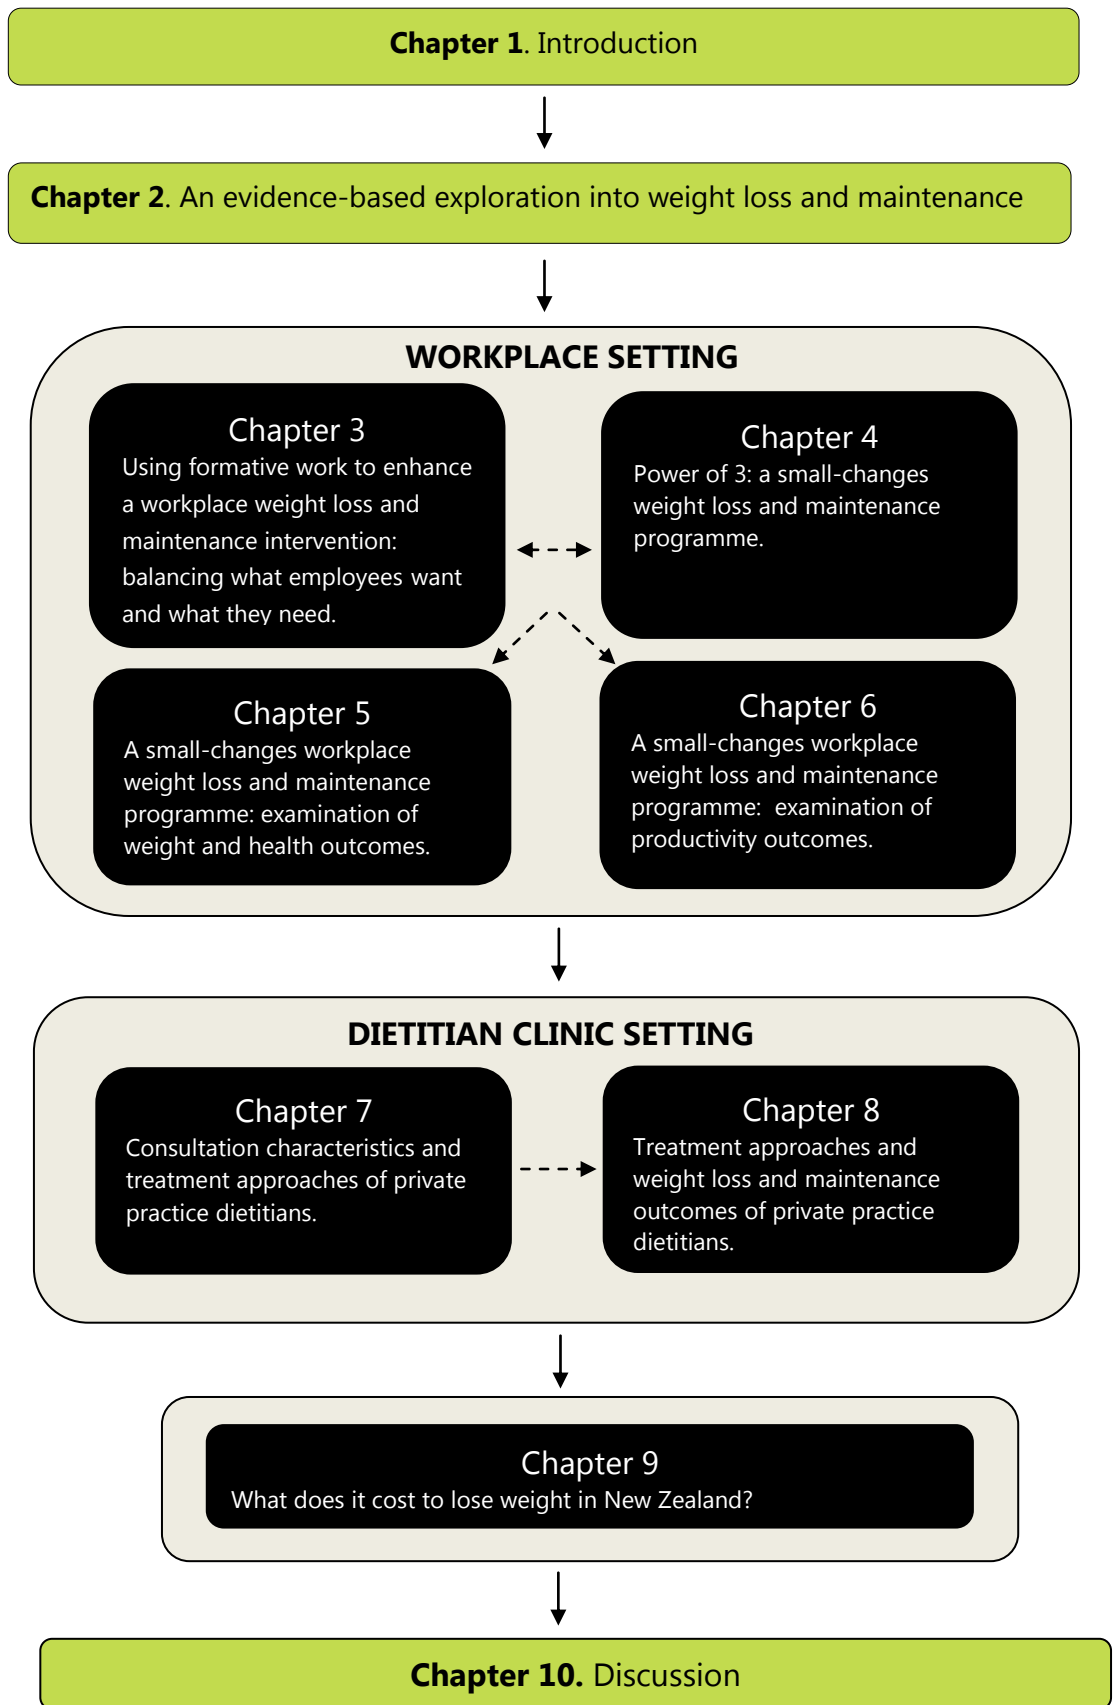 Chapter 1. Introduction
Chapter 2. An evidence-based exploration into weight loss and maintenance
WORKPLACE SETTING
Chapter 3
Using formative work to enhance
a workplace weight loss and
maintenance intervention:
balancing what employees want
and what they need.
Chapter 4
Power of 3: a small-changes
weight loss and maintenance
programme.
Chapter 5
A small-changes workplace
weight loss and maintenance
programme: examination of
weight and health outcomes.
Chapter 6
A small-changes workplace
weight loss and maintenance
programme:  examination of
productivity outcomes.
DIETITIAN CLINIC SETTING
Chapter 7
Consultation characteristics and
treatment approaches of private
practice dietitians.
Chapter 8
Treatment approaches and
weight loss and maintenance
outcomes of private practice
dietitians.
Chapter 9
What does it cost to lose weight in New Zealand?
Chapter 10. Discussion